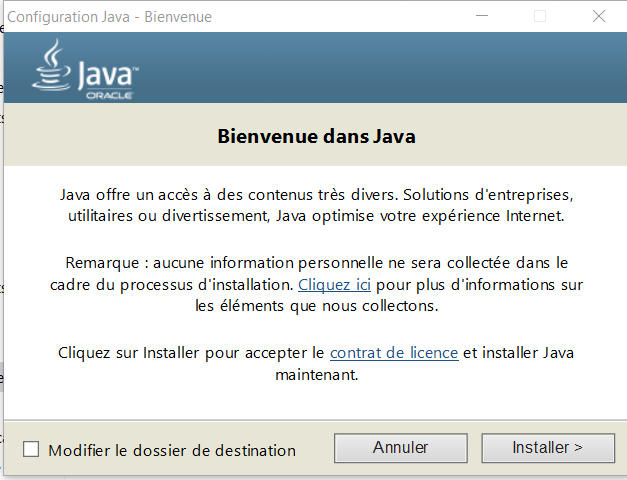 Configuration Java - Bienvenue
Java™
ORACLE
Bienvenue dans Java
Java offre un accès à des contenus très divers. Solutions d'entreprises,
utilitaires ou divertissement, Java optimise votre expérience Internet.
Remarque : aucune information personnelle ne sera collectée dans le
cadre du processus d'installation. Cliquez ici pour plus d'informations sur
les éléments que nous collectons.
Cliquez sur Installer pour accepter le contrat de licence et installer Java
maintenant.
Modifier le dossier de destination
Annuler
Installer >